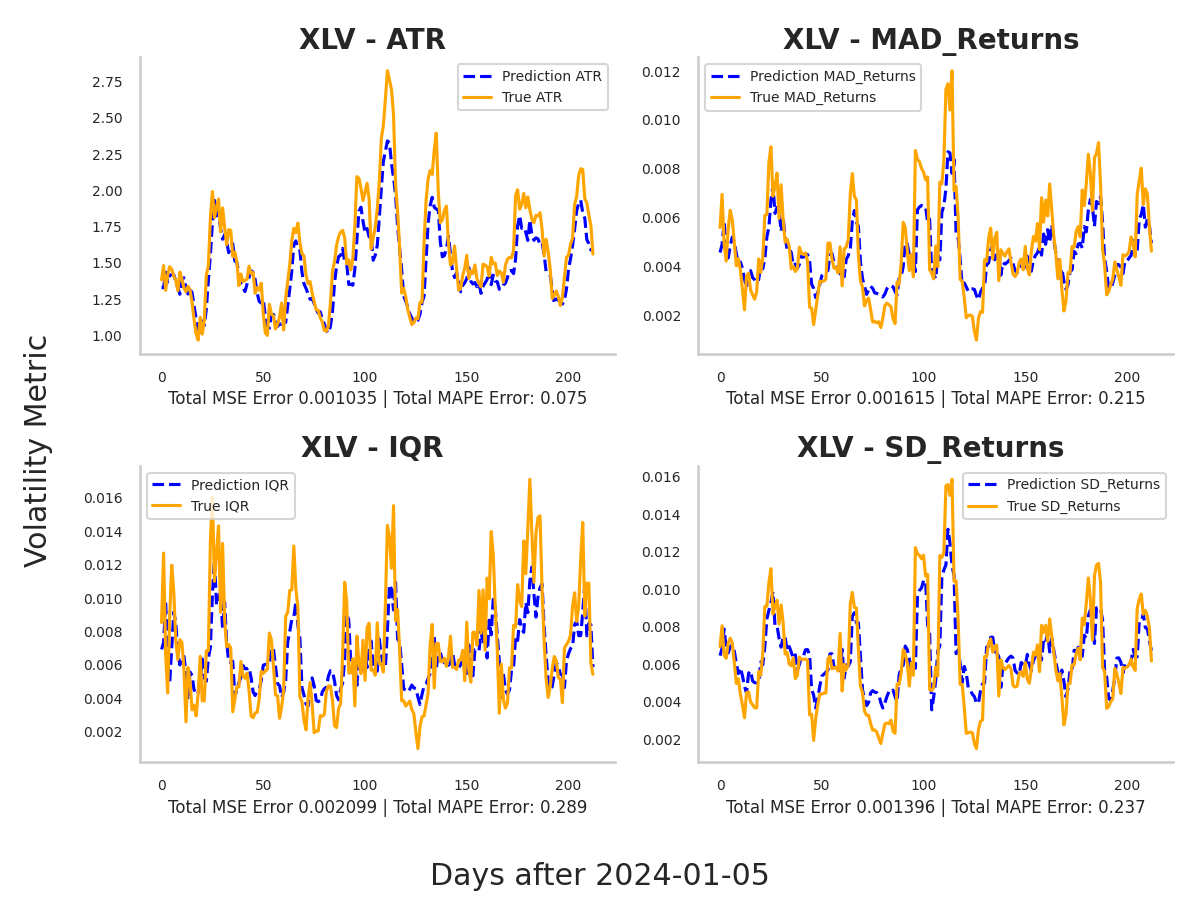 XLV - ATR
2.75
2.50
2.25
2.00
1.75
1.50
1.25
1.00
Prediction ATR
True ATR
0 50 100 150 200
Total MSE Error 0.001035 | Total MAPE Error: 0.075
XLV - MAD_Returns
0.012
0.010
0.008
0.006
0.004
0.002
Prediction MAD_Returns
True MAD_Returns
0 50 100 150 200
Total MSE Error 0.001615 | Total MAPE Error: 0.215
Volatility Metric
XLV - IQR
0.016
0.014
0.012
0.010
0.008
0.006
0.004
0.002
Prediction IQR
True IQR
0 50 100 150 200
Total MSE Error 0.002099 | Total MAPE Error: 0.289
XLV - SD_Returns
0.016
0.014
0.012
0.010
0.008
0.006
0.004
0.002
Prediction SD_Returns
True SD_Returns
0 50 100 150 200
Total MSE Error 0.001396 | Total MAPE Error: 0.237
Days after 2024-01-05